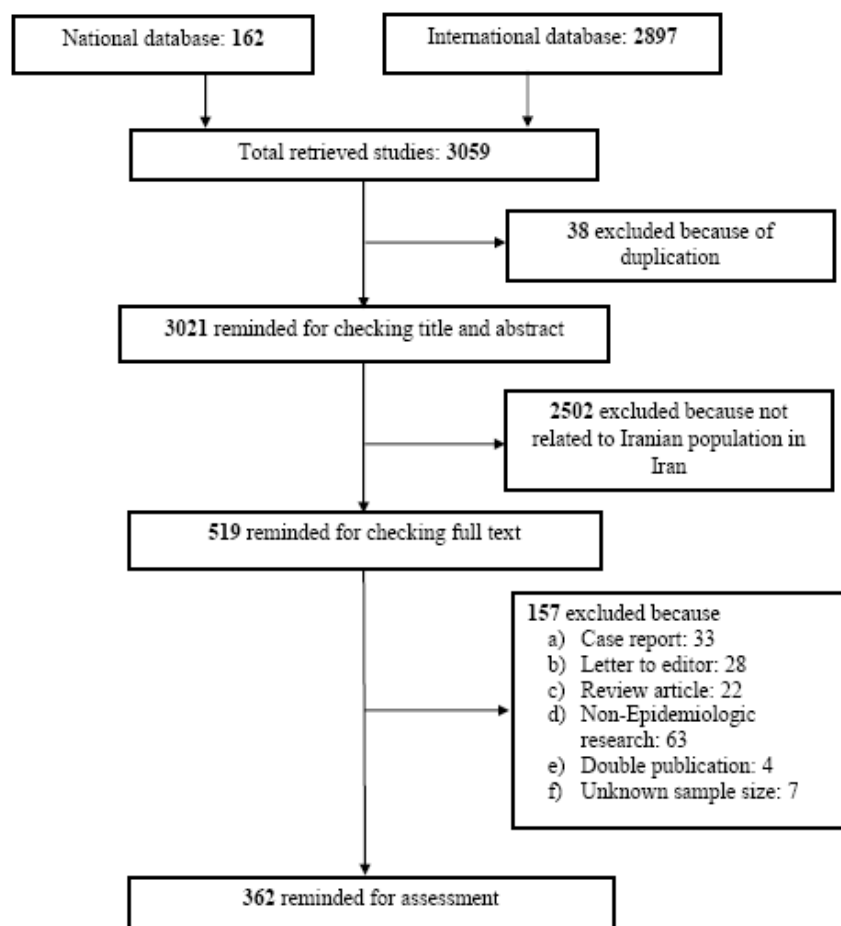 National database: 162
International database: 2897
Total retrieved studies: 3059
38 excluded because of
duplication
3021 reminded for checking title and abstract
2502 excluded because not
related to Iranian population in
Iran
519 reminded for checking full text
157 excluded because
a) Case report: 33
b) Letter to editor: 28
c) Review article: 22
d) Non-Epidemiologic
research: 63
e) Double publication: 4
f) Unknown sample size: 7
362 reminded for assessment